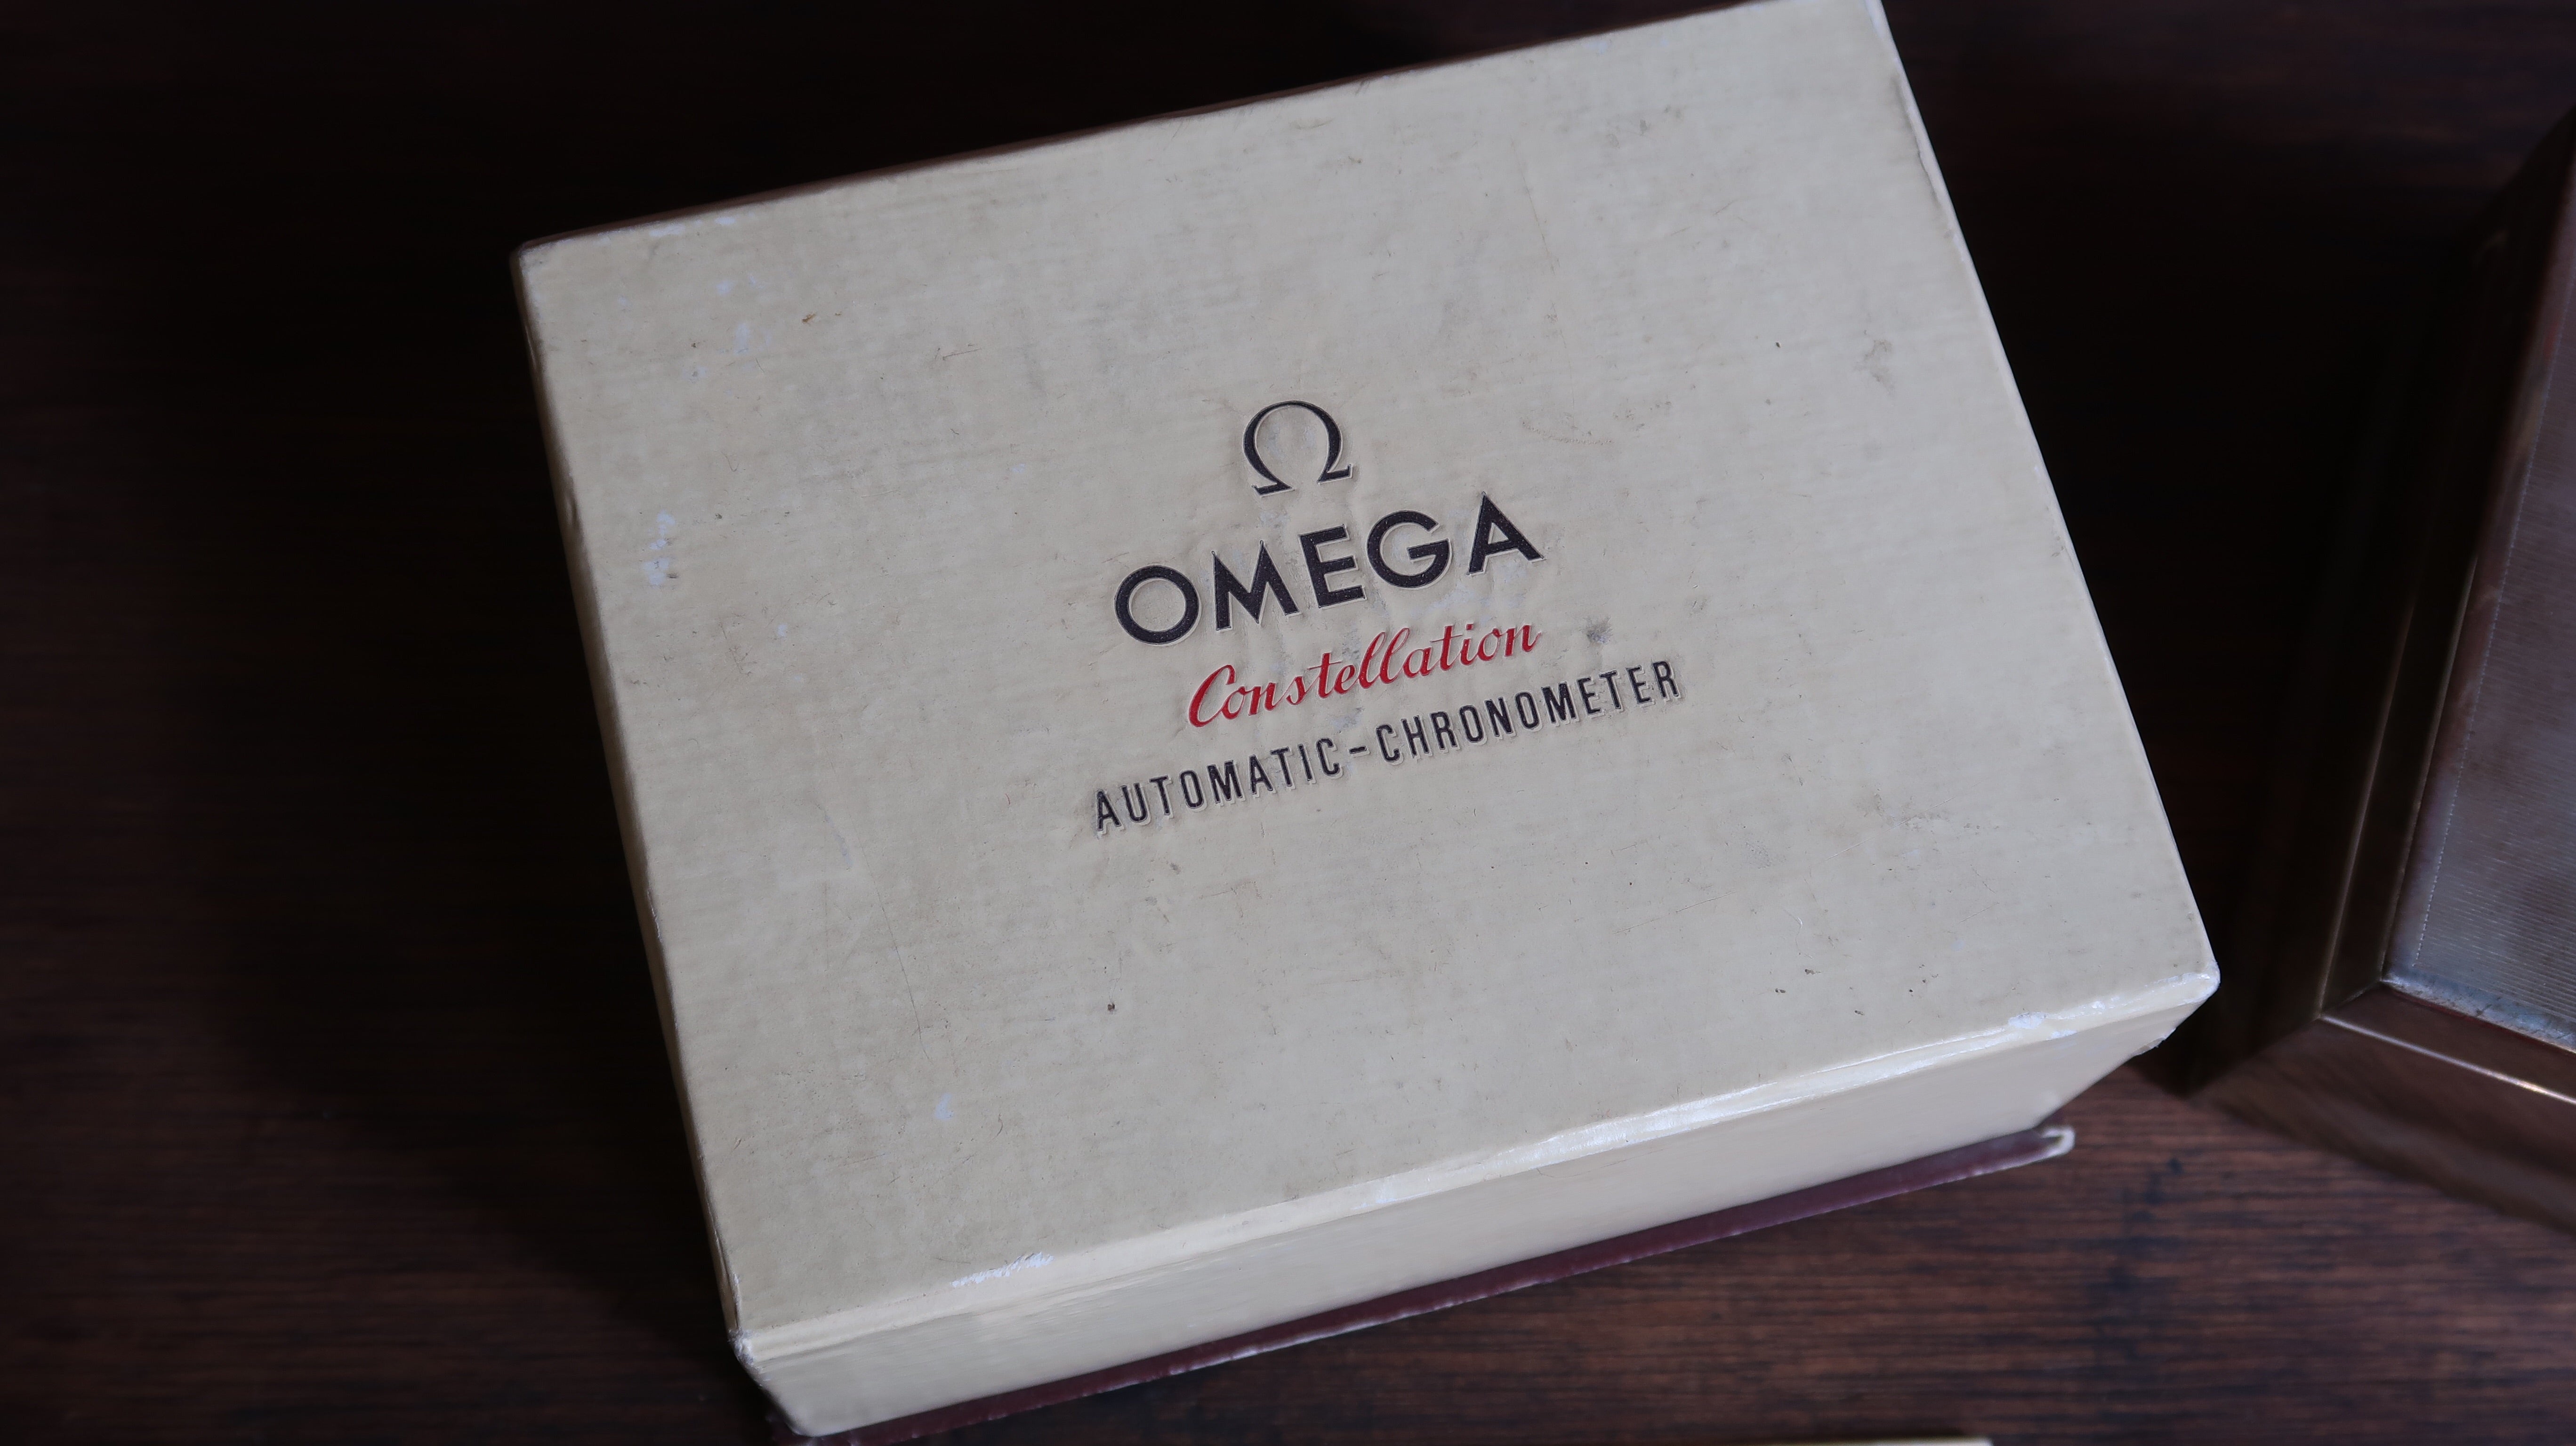 Ω
OMEGA
Constellation
AUTOMATIC-CHRONOMETER